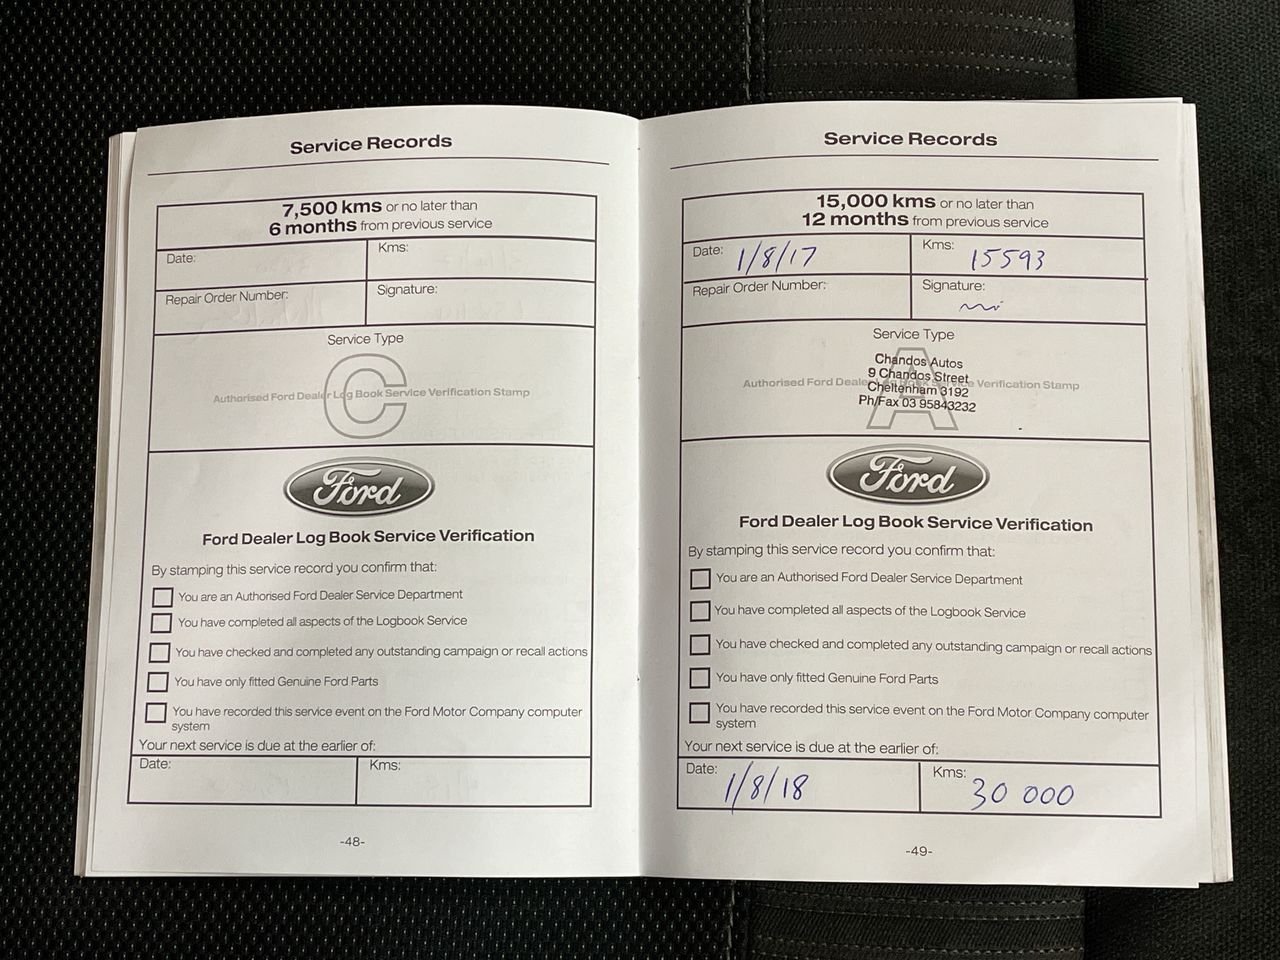 Service Records
7,500 kms or no later than
6 months from previous service
Date:
Kms:
Repair Order Number:
Signature:
Service Type
C
Authorised Ford Dealer Log Book Service Verification Stamp
Ford
Ford Dealer Log Book Service Verification
By stamping this service record you confirm that:
You are an Authorised Ford Dealer Service Department
You have completed all aspects of the Logbook Service
You have checked and completed any outstanding campaign or recall actions
You have only fitted Genuine Ford Parts
You have recorded this service event on the Ford Motor Company computer
system
Your next service is due at the earlier of:
Date:
Kms:
-48-
Service Records
15,000 kms or no later than
12 months from previous service
Date: 1/8/17
Kms: 15593
Repair Order Number:
Signature:
Service Type
A
Chandos Autos
9 Chandos Street
Authorised Ford Dealer Log Book Service Verification Stamp
Cheltenham 3192
Ph/Fax 03 95843232
Ford
Ford Dealer Log Book Service Verification
By stamping this service record you confirm that:
You are an Authorised Ford Dealer Service Department
You have completed all aspects of the Logbook Service
You have checked and completed any outstanding campaign or recall actions
You have only fitted Genuine Ford Parts
You have recorded this service event on the Ford Motor Company computer
system
Your next service is due at the earlier of:
Date: 1/8/18
Kms: 30 000
-49-